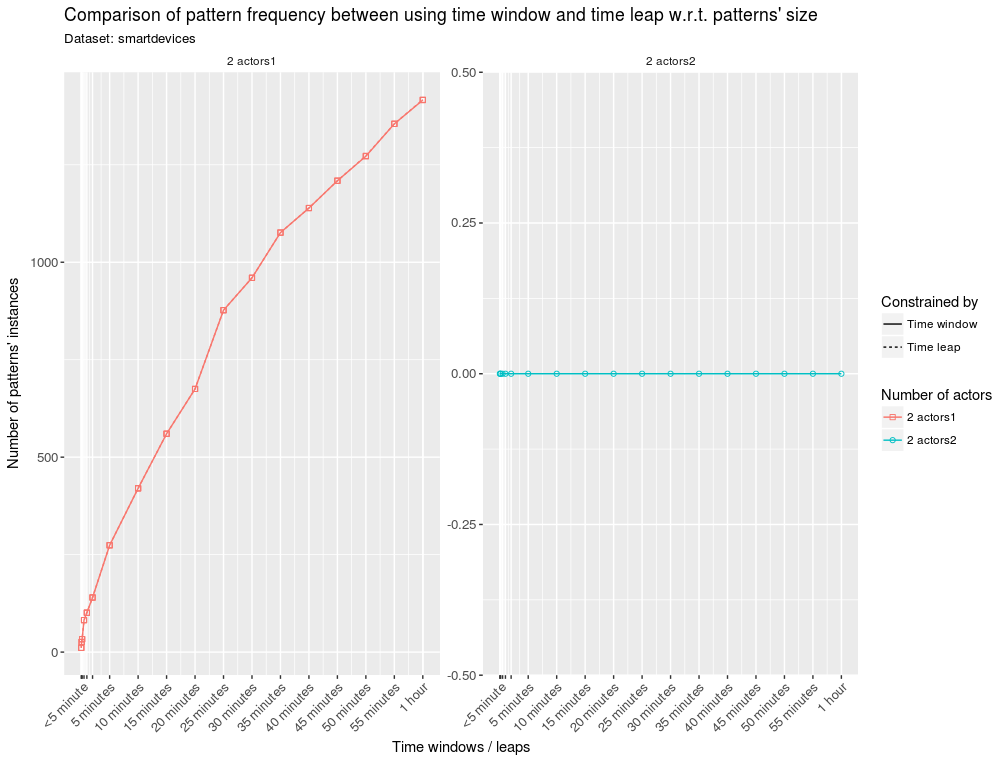 Comparison of pattern frequency between using time window and time leap w.r.t. patterns' size
Dataset: smartdevices
2 actors1
2 actors2
Number of patterns' instances
1000
500
0
0.50
0.25
0.00
-0.25
-0.50
<5 minute
5 minutes
10 minutes
15 minutes
20 minutes
25 minutes
30 minutes
35 minutes
40 minutes
45 minutes
50 minutes
55 minutes
1 hour
<5 minute
5 minutes
10 minutes
15 minutes
20 minutes
25 minutes
30 minutes
35 minutes
40 minutes
45 minutes
50 minutes
55 minutes
1 hour
Time windows / leaps
Constrained by
Time window
Time leap
Number of actors
2 actors1
2 actors2